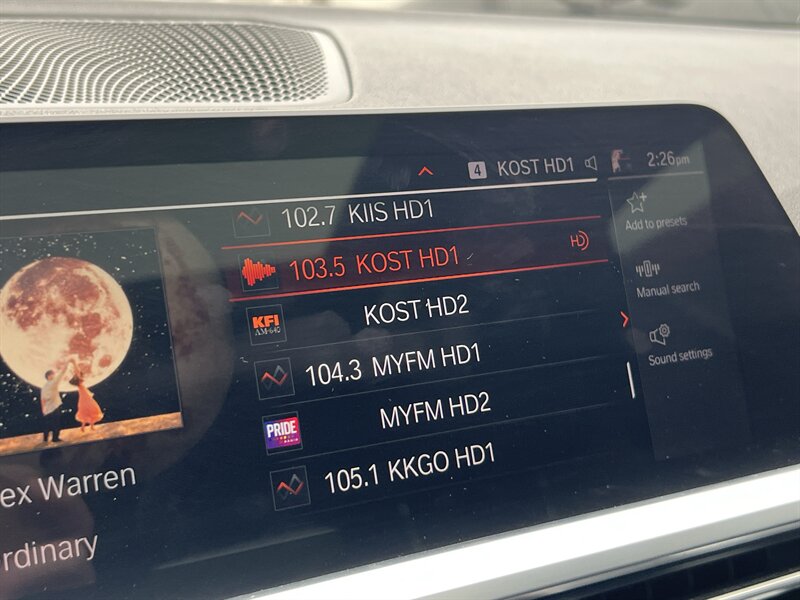 4 KOST HD1 2:26pm
102.7 KIIS HD1
103.5 KOST HD1 HD
KFI
AM-640
KOST HD2
104.3 MYFM HD1
PRIDE
MYFM HD2
105.1 KKGO HD1
Add to presets
Manual search
Sound settings
ex Warren
rdinary